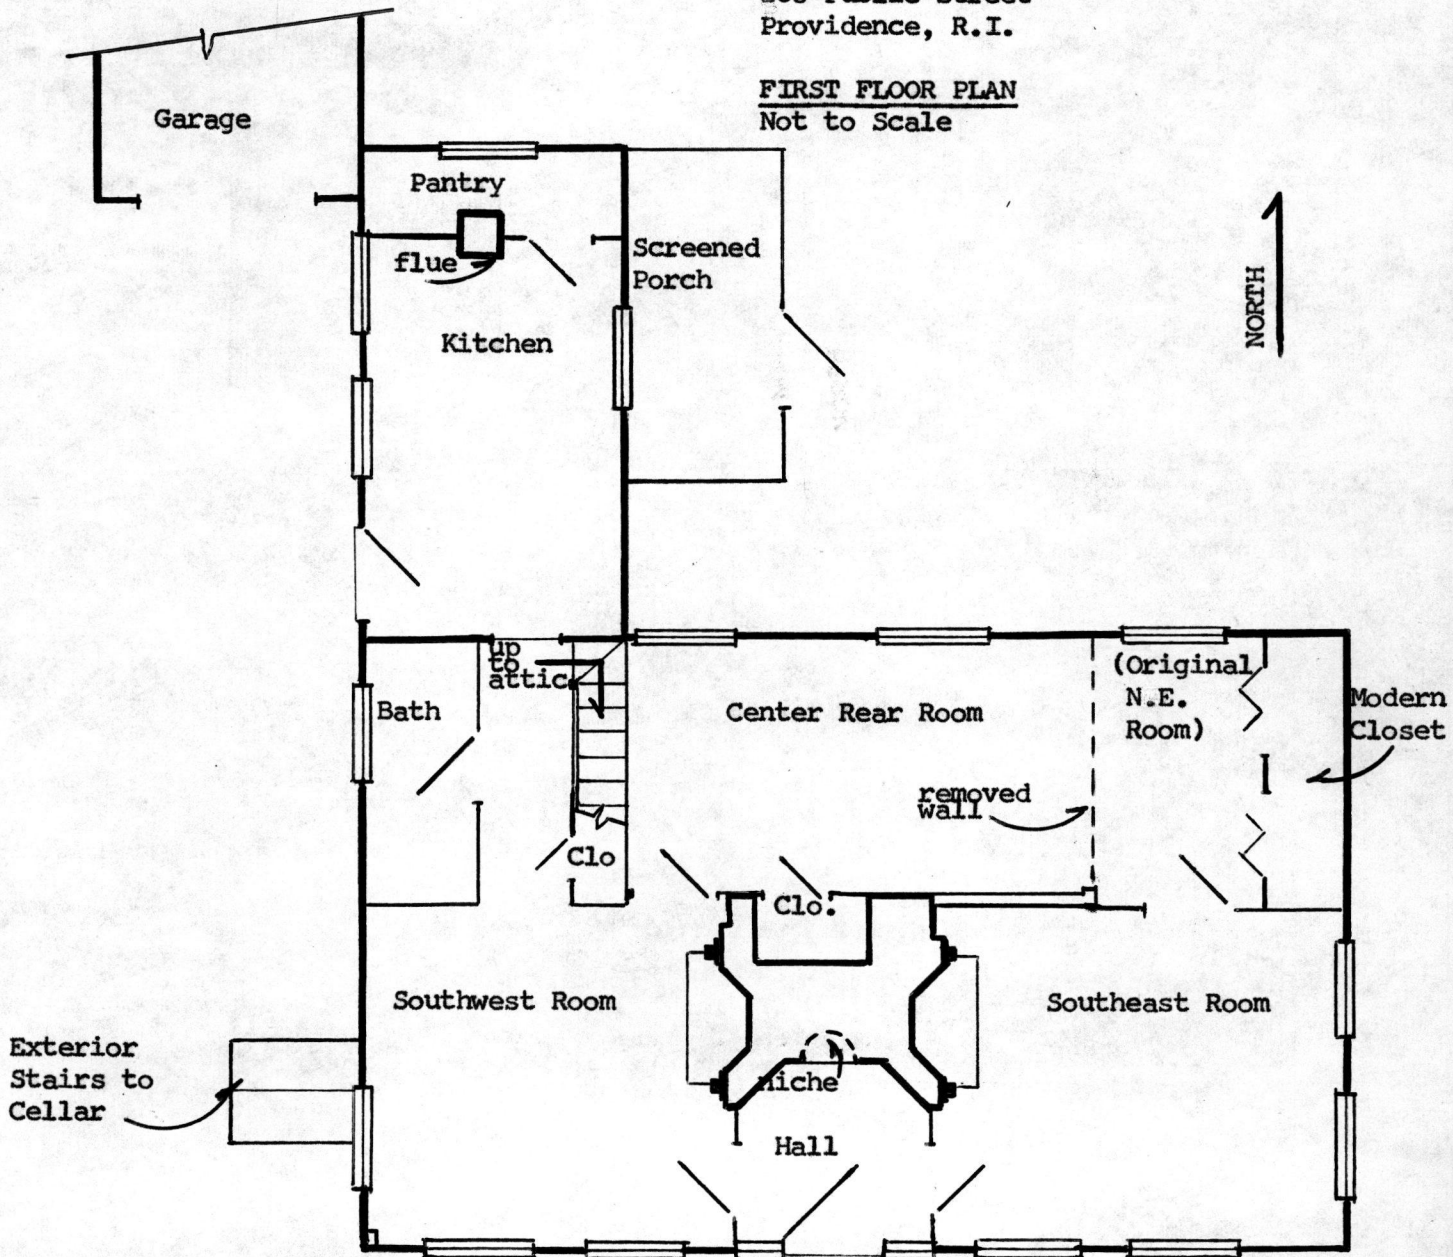 Providence, R.I.
FIRST FLOOR PLAN
Not to Scale
Garage
Pantry
flue
Screened
Porch
Kitchen
NORTH
up
to
attic
Bath
Center Rear Room
(Original
N.E.
Room)
Modern
Closet
removed
wall
Clo
Clo.
Southwest Room
Southeast Room
Exterior
Stairs to
Cellar
niche
Hall